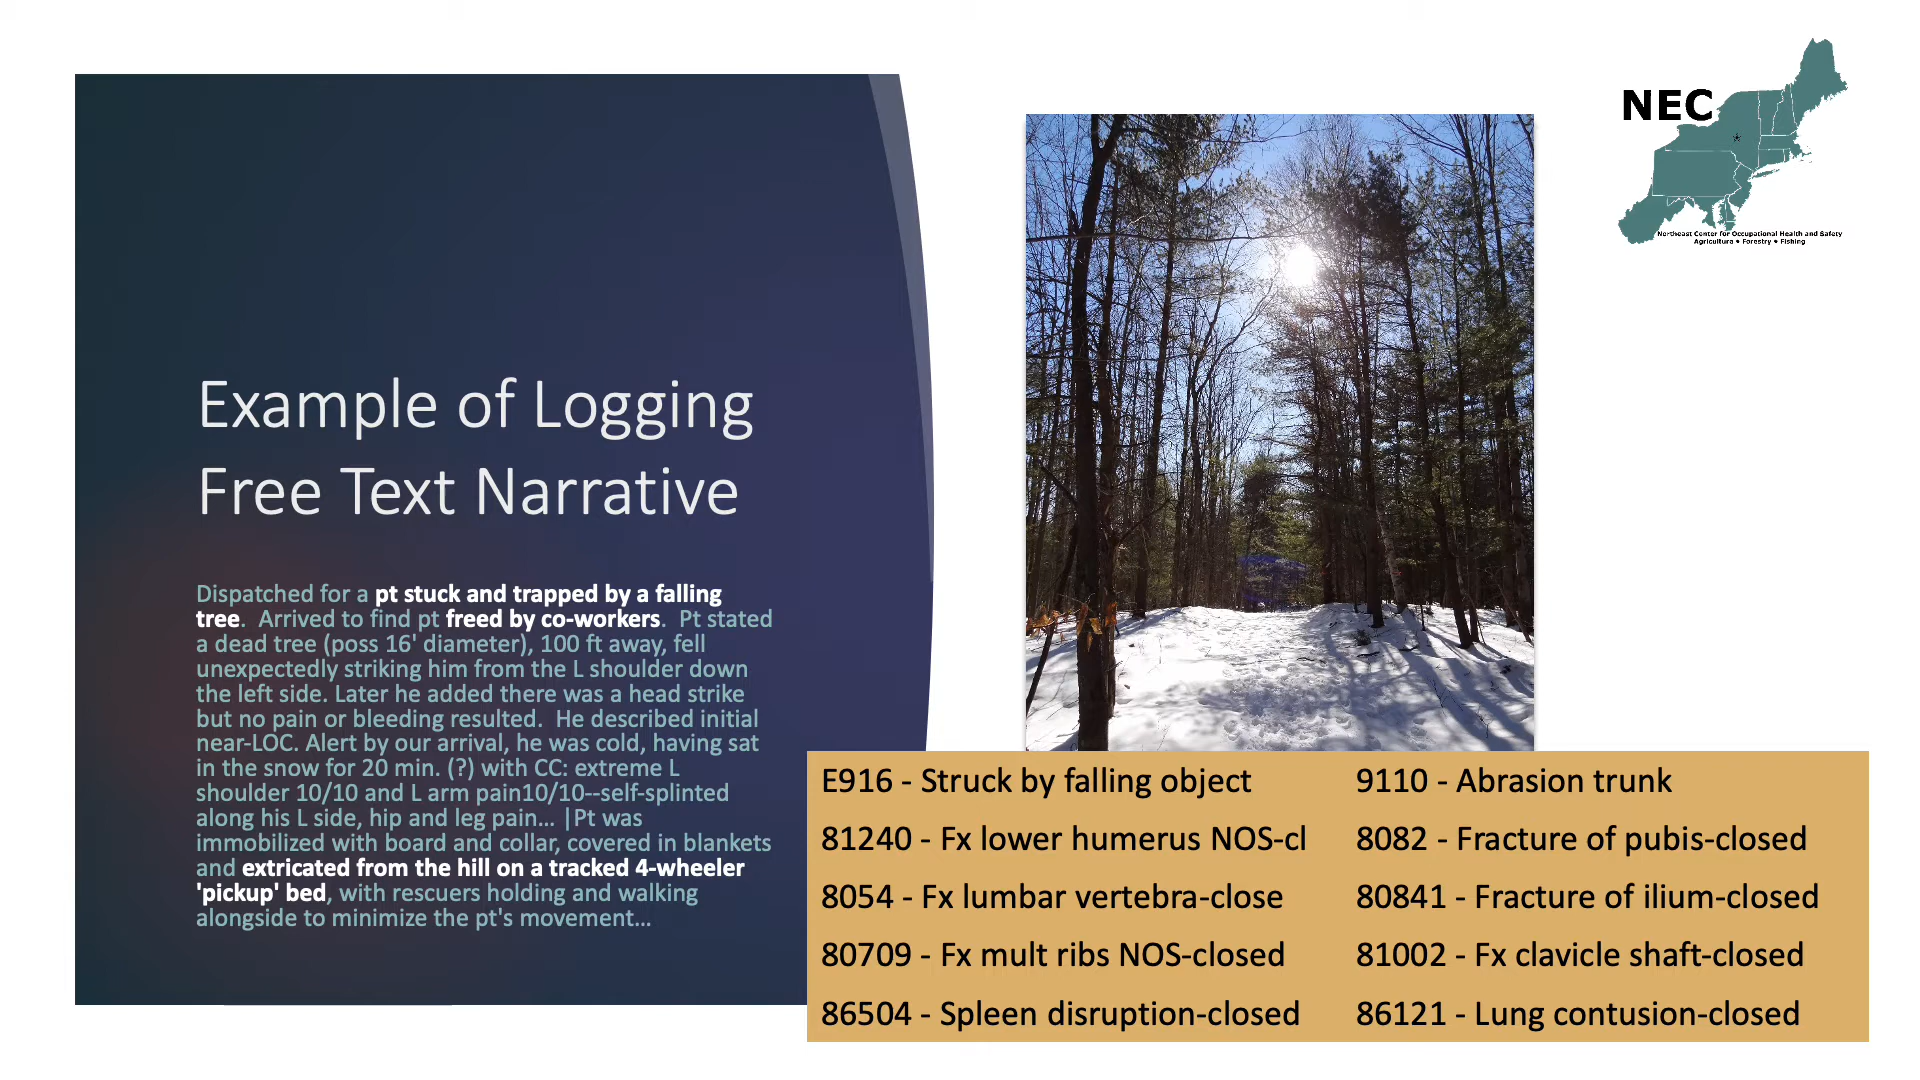 NEC
Northeast Center for Occupational Health and Safety
Agriculture • Forestry • Fishing
Example of Logging
Free Text Narrative
Dispatched for a pt stuck and trapped by a falling
tree.  Arrived to find pt freed by co-workers.  Pt stated
a dead tree (poss 16' diameter), 100 ft away, fell
unexpectedly striking him from the L shoulder down
the left side. Later he added there was a head strike
but no pain or bleeding resulted.  He described initial
near-LOC. Alert by our arrival, he was cold, having sat
in the snow for 20 min. (?) with CC: extreme L
shoulder 10/10 and L arm pain10/10--self-splinted
along his L side, hip and leg pain... |Pt was
immobilized with board and collar, covered in blankets
and extricated from the hill on a tracked 4-wheeler
'pickup' bed, with rescuers holding and walking
alongside to minimize the pt's movement...
E916 - Struck by falling object
81240 - Fx lower humerus NOS-cl
8054 - Fx lumbar vertebra-close
80709 - Fx mult ribs NOS-closed
86504 - Spleen disruption-closed
9110 - Abrasion trunk
8082 - Fracture of pubis-closed
80841 - Fracture of ilium-closed
81002 - Fx clavicle shaft-closed
86121 - Lung contusion-closed